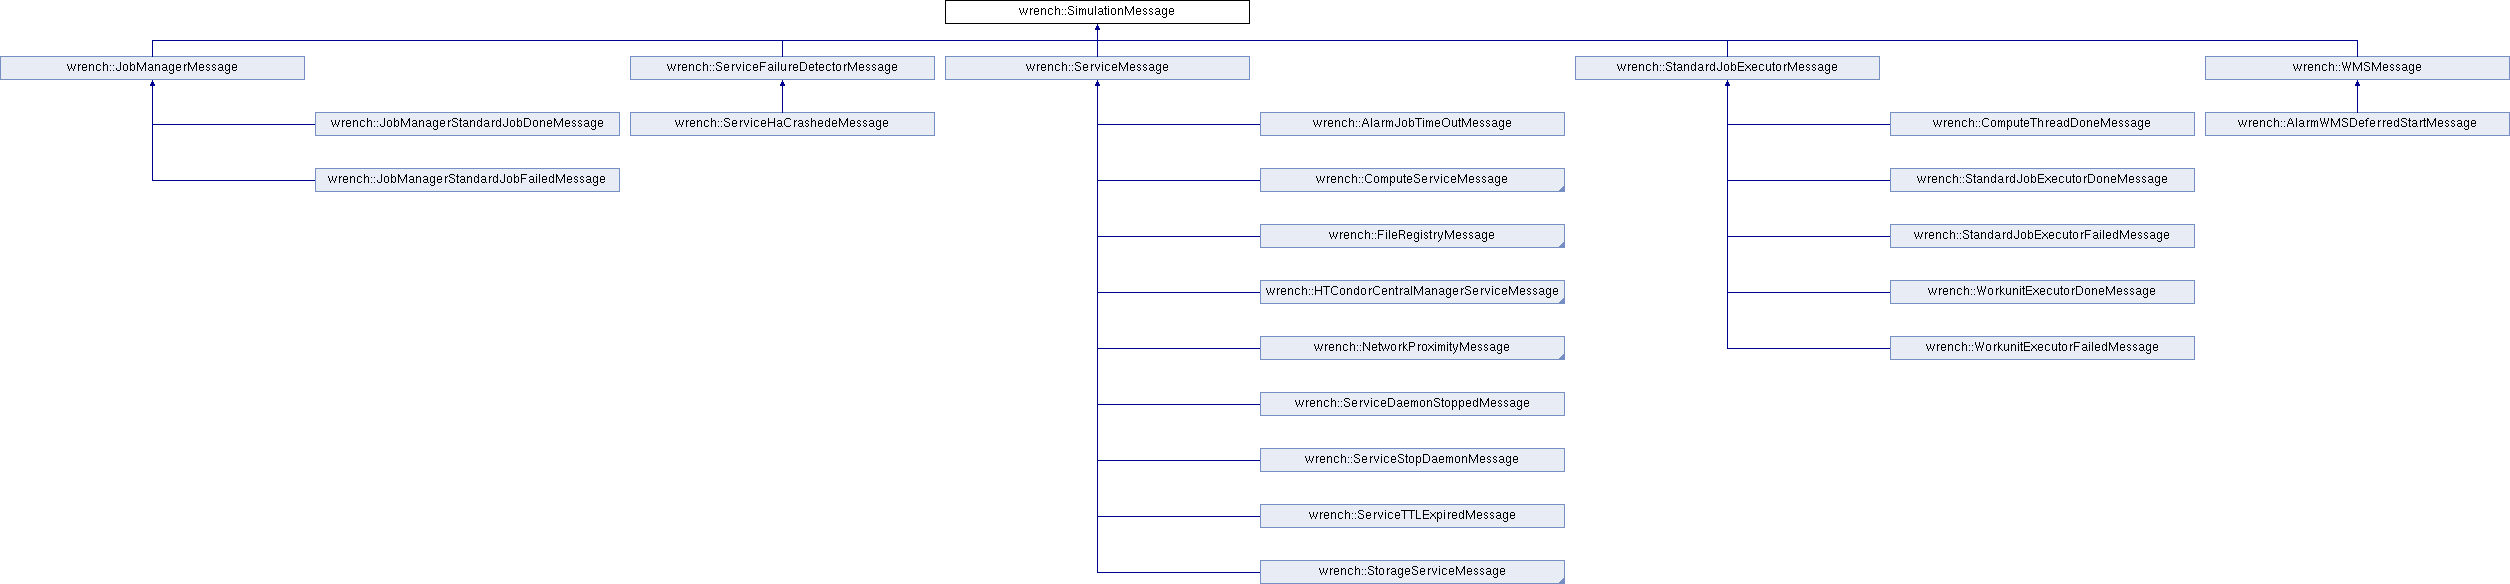 wrench::SimulationMessage
wrench::JobManagerMessage
wrench::ServiceFailureDetectorMessage
wrench::ServiceMessage
wrench::StandardJobExecutorMessage
wrench::WMSMessage
wrench::JobManagerStandardJobDoneMessage
wrench::ServiceHaCrashedeMessage
wrench::AlarmJobTimeOutMessage
wrench::ComputeThreadDoneMessage
wrench::AlarmWMSDeferredStartMessage
wrench::JobManagerStandardJobFailedMessage
wrench::ComputeServiceMessage
wrench::StandardJobExecutorDoneMessage
wrench::FileRegistryMessage
wrench::StandardJobExecutorFailedMessage
wrench::HTCondorCentralManagerServiceMessage
wrench::WorkunitExecutorDoneMessage
wrench::NetworkProximityMessage
wrench::WorkunitExecutorFailedMessage
wrench::ServiceDaemonStoppedMessage
wrench::ServiceStopDaemonMessage
wrench::ServiceTTLExpiredMessage
wrench::StorageServiceMessage